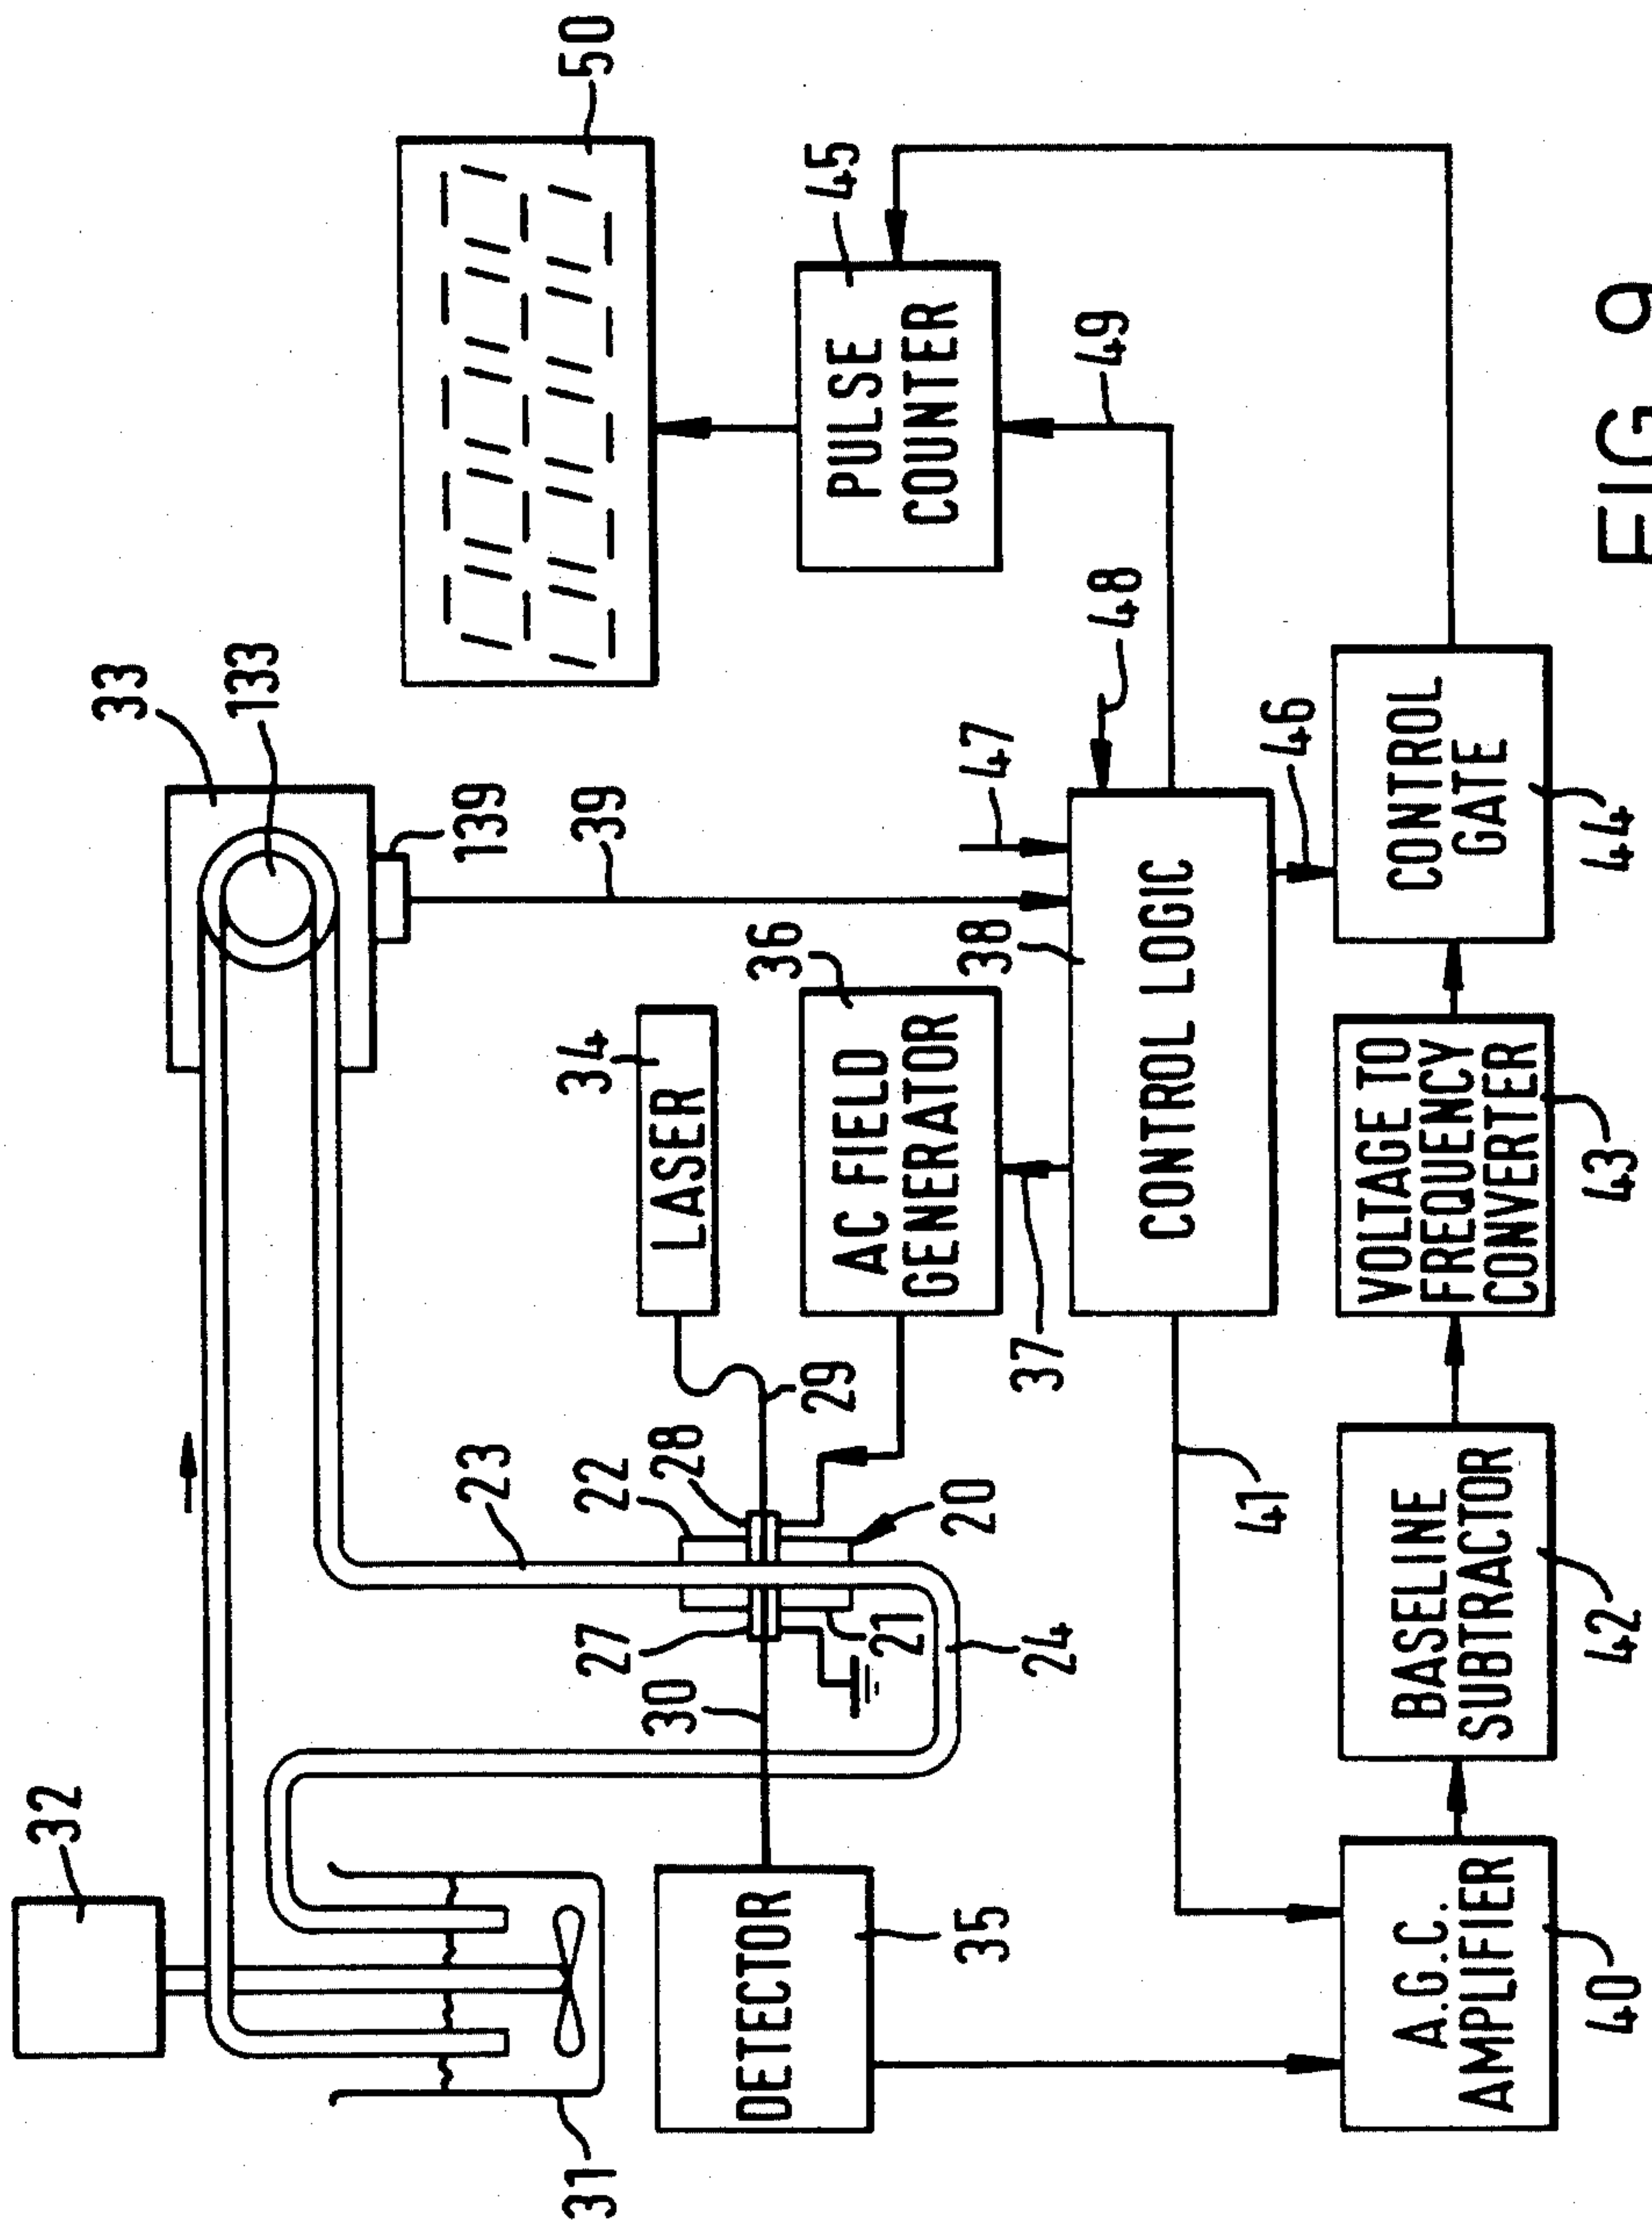 32
33
133
139
39
50
23
34
LASER
22
28
29
27
30
21
20
24
31
DETECTOR
35
36
AC FIELD
GENERATOR
37
38
47
48
CONTROL LOGIC
41
46
49
45
PULSE
COUNTER
A.G.C.
AMPLIFIER
40
BASELINE
SUBTRACTOR
42
VOLTAGE TO
FREQUENCY
CONVERTER
43
CONTROL
GATE
44
FIG 9